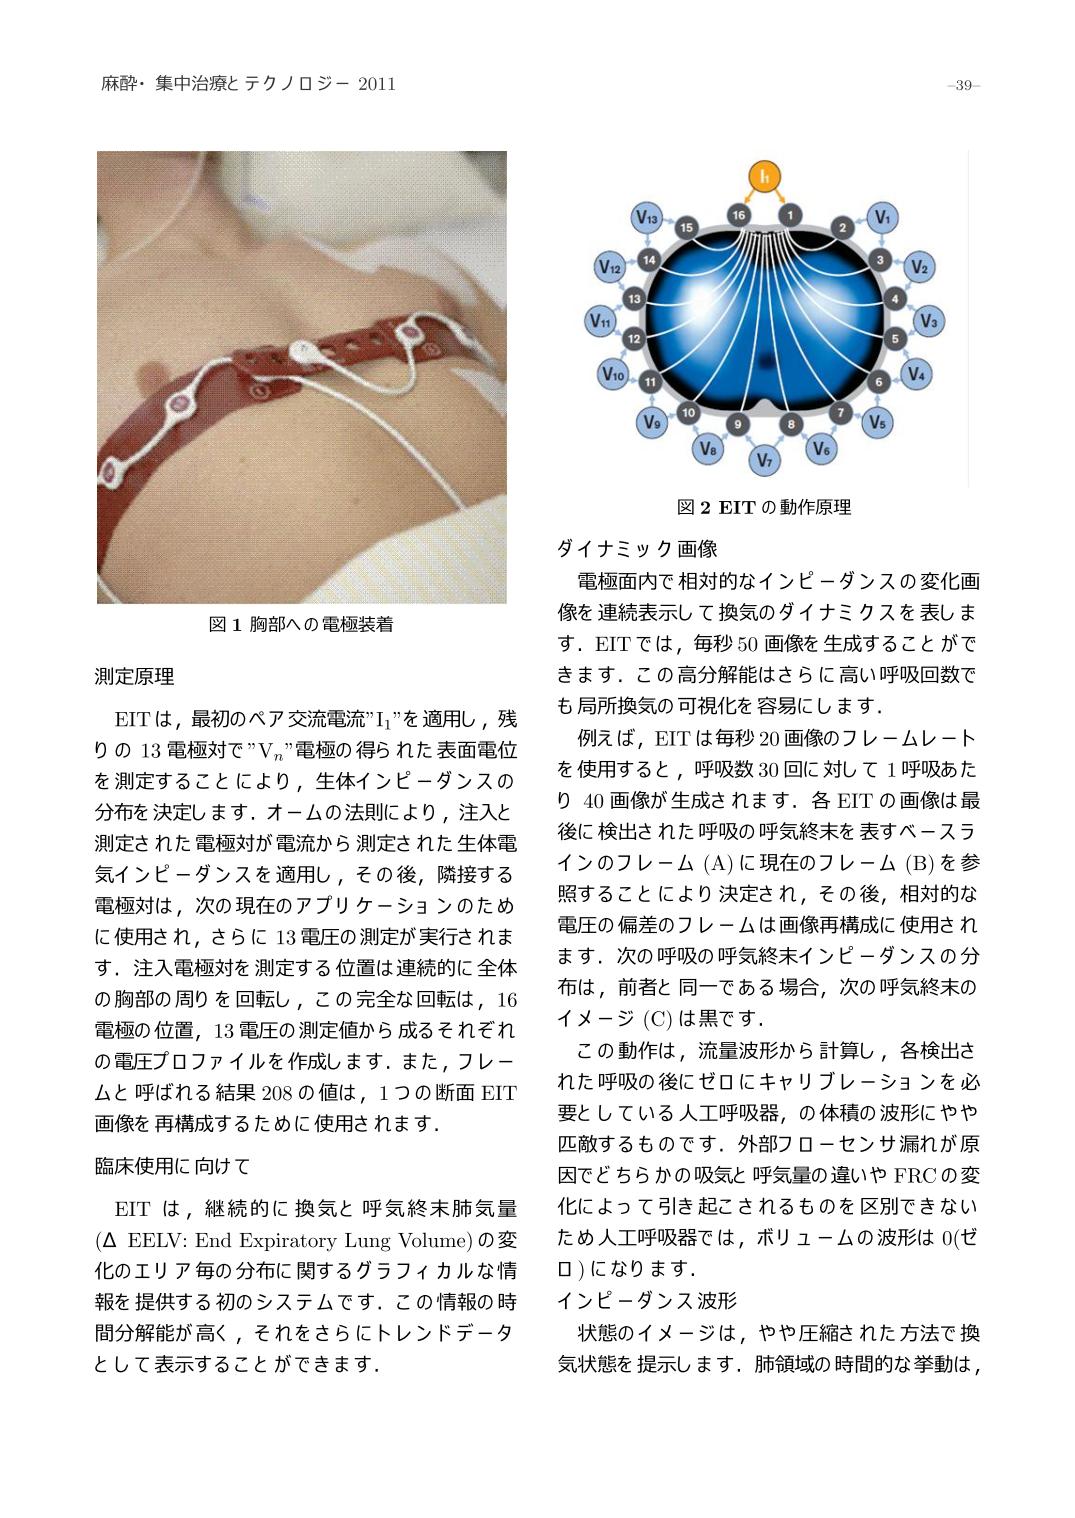 麻酔・集中治療とテクノロジー 2011
–39–
図 1 胸部への電極装着
測定原理
EITは，最初のペア交流電流”I₁”を適用し，残
りの 13 電極対で”Vₙ”電極の得られた表面電位
を測定することにより，生体インピーダンスの
分布を決定します．オームの法則により，注入と
測定された電極対が電流から測定された生体電
気インピーダンスを適用し，その後，隣接する
電極対は，次の現在のアプリケーションのため
に使用され，さらに 13 電圧の測定が実行されま
す．注入電極対を測定する位置は連続的に全体
の胸部の周りを回転し，この完全な回転は，16
電極の位置，13 電圧の測定値から成るそれぞれ
の電圧プロファイルを作成します．また，フレー
ムと呼ばれる結果 208 の値は，1 つの断面 EIT
画像を再構成するために使用されます．
臨床使用に向けて
EIT は，継続的に換気と呼気終末肺気量
(Δ EELV: End Expiratory Lung Volume) の変
化のエリア毎の分布に関するグラフィカルな情
報を提供する初のシステムです．この情報の時
間分解能が高く，それをさらにトレンドデータ
として表示することができます．
I₁
16
1
15
2
14
3
13
4
12
5
11
6
10
7
9
8
V₁₃
V₁
V₁₂
V₂
V₁₁
V₃
V₁₀
V₄
V₉
V₅
V₈
V₆
V₇
図 2 EIT の動作原理
ダイナミック画像
電極面内で相対的なインピーダンスの変化画
像を連続表示して換気のダイナミクスを表しま
す．EITでは，毎秒 50 画像を生成することがで
きます．この高分解能はさらに高い呼吸回数で
も局所換気の可視化を容易にします．
例えば，EITは毎秒 20 画像のフレームレート
を使用すると，呼吸数 30 回に対して 1 呼吸あた
り 40 画像が生成されます．各 EIT の画像は最
後に検出された呼吸の呼気終末を表すベースラ
インのフレーム (A) に現在のフレーム (B) を参
照することにより決定され，その後，相対的な
電圧の偏差のフレームは画像再構成に使用され
ます．次の呼吸の呼気終末インピーダンスの分
布は，前者と同一である場合，次の呼気終末の
イメージ (C) は黒です．
この動作は，流量波形から計算し，各検出さ
れた呼吸の後にゼロにキャリブレーションを必
要としている人工呼吸器，の体積の波形にやや
匹敵するものです．外部フローセンサ漏れが原
因でどちらかの吸気と呼気量の違いや FRCの変
化によって引き起こされるものを区別できない
ため人工呼吸器では，ボリュームの波形は 0(ゼ
ロ) になります．
インピーダンス波形
状態のイメージは，やや圧縮された方法で換
気状態を提示します．肺領域の時間的な挙動は，